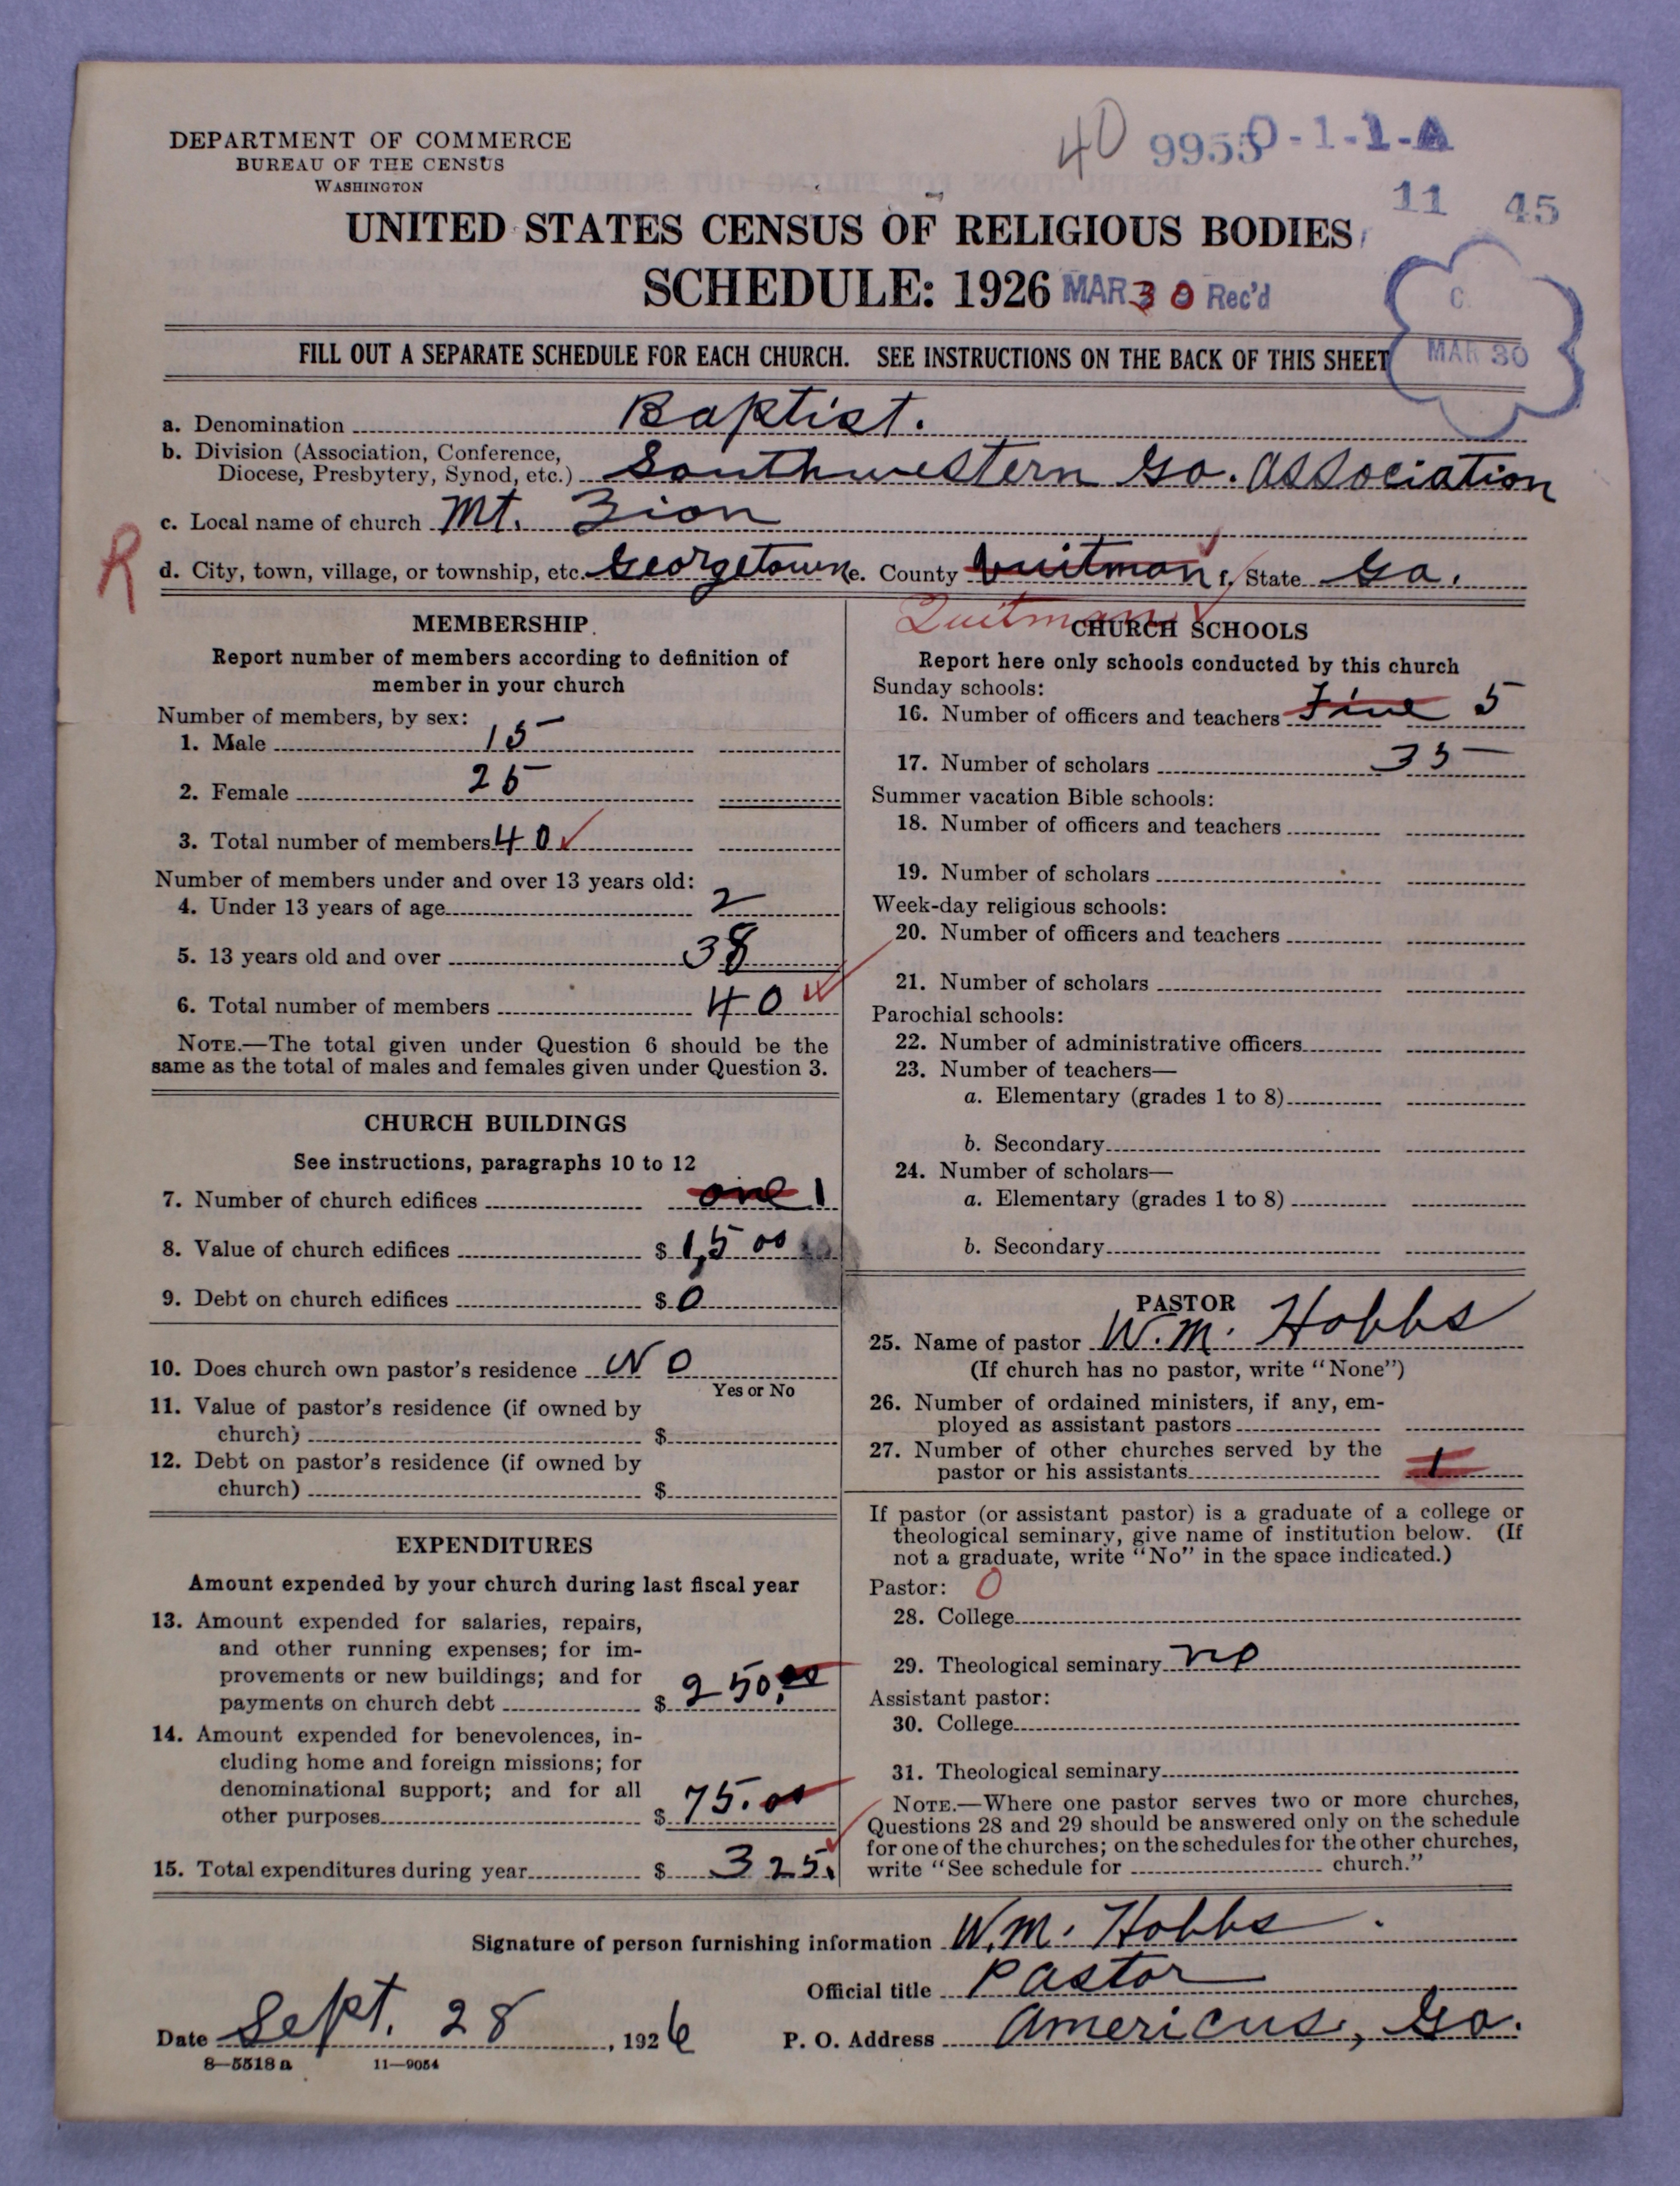 DEPARTMENT OF COMMERCE
BUREAU OF THE CENSUS
WASHINGTON
40 9955 0-1-1-A
11 45
UNITED STATES CENSUS OF RELIGIOUS BODIES
SCHEDULE: 1926 MAR 30 Rec'd
C.
MAR 30
FILL OUT A SEPARATE SCHEDULE FOR EACH CHURCH. SEE INSTRUCTIONS ON THE BACK OF THIS SHEET
a. Denomination Baptist.
b. Division (Association, Conference,
Diocese, Presbytery, Synod, etc.) Southwestern Ga. Association
c. Local name of church Mt. Zion
R
d. City, town, village, or township, etc. Georgetown e. County Quitman f. State Ga.
Quitman
MEMBERSHIP
Report number of members according to definition of
member in your church
Number of members, by sex:
1. Male 15
2. Female 25
3. Total number of members 40
Number of members under and over 13 years old:
4. Under 13 years of age 2
5. 13 years old and over 38
6. Total number of members 40
NOTE.—The total given under Question 6 should be the
same as the total of males and females given under Question 3.
CHURCH BUILDINGS
See instructions, paragraphs 10 to 12
7. Number of church edifices one 1
8. Value of church edifices $ 1,500
9. Debt on church edifices $ 0
10. Does church own pastor's residence NO
Yes or No
11. Value of pastor's residence (if owned by
church) $
12. Debt on pastor's residence (if owned by
church) $
EXPENDITURES
Amount expended by your church during last fiscal year
13. Amount expended for salaries, repairs,
and other running expenses; for im-
provements or new buildings; and for
payments on church debt $ 250.00
14. Amount expended for benevolences, in-
cluding home and foreign missions; for
denominational support; and for all
other purposes $ 75.00
15. Total expenditures during year $ 325.
CHURCH SCHOOLS
Report here only schools conducted by this church
Sunday schools:
16. Number of officers and teachers Five 5
17. Number of scholars 35
Summer vacation Bible schools:
18. Number of officers and teachers
19. Number of scholars
Week-day religious schools:
20. Number of officers and teachers
21. Number of scholars
Parochial schools:
22. Number of administrative officers
23. Number of teachers—
a. Elementary (grades 1 to 8)
b. Secondary
24. Number of scholars—
a. Elementary (grades 1 to 8)
b. Secondary
PASTOR
25. Name of pastor W.M. Hobbs
(If church has no pastor, write "None")
26. Number of ordained ministers, if any, em-
ployed as assistant pastors
27. Number of other churches served by the
pastor or his assistants 1
If pastor (or assistant pastor) is a graduate of a college or
theological seminary, give name of institution below. (If
not a graduate, write "No" in the space indicated.)
Pastor: 0
28. College
29. Theological seminary no
Assistant pastor:
30. College
31. Theological seminary
NOTE.—Where one pastor serves two or more churches,
Questions 28 and 29 should be answered only on the schedule
for one of the churches; on the schedules for the other churches,
write "See schedule for church."
Signature of person furnishing information W.M. Hobbs
Official title Pastor
Date Sept. 28, 1926 P. O. Address Americus, Ga.
8—5518 a 11—9054